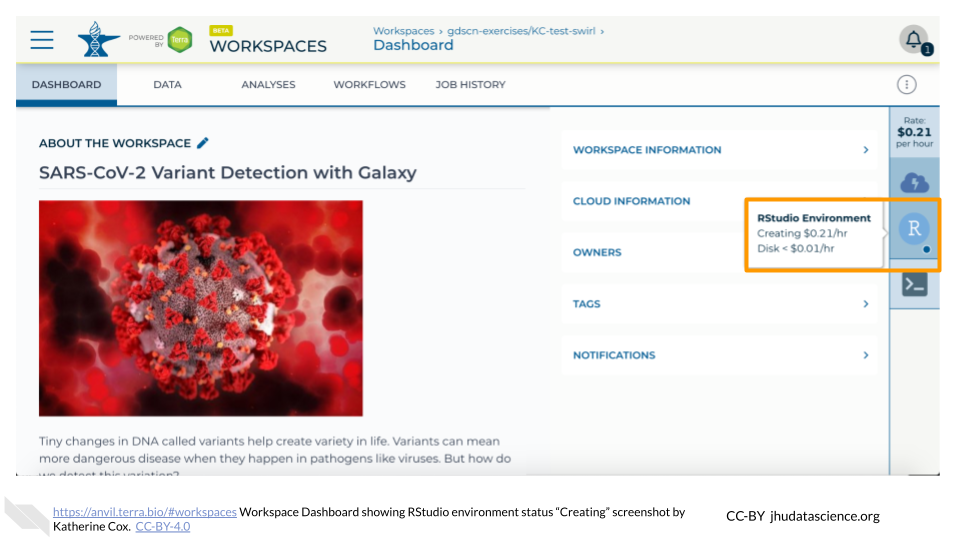 POWERED BY Terra
BETA
WORKSPACES
Workspaces › gdscn-exercises/KC-test-swirl ›
Dashboard
1
DASHBOARD
DATA
ANALYSES
WORKFLOWS
JOB HISTORY
ABOUT THE WORKSPACE
SARS-CoV-2 Variant Detection with Galaxy
Tiny changes in DNA called variants help create variety in life. Variants can mean
more dangerous disease when they happen in pathogens like viruses. But how do
we detect this variation?
WORKSPACE INFORMATION
CLOUD INFORMATION
OWNERS
TAGS
NOTIFICATIONS
Rate:
$0.21
per hour
RStudio Environment
Creating $0.21/hr
Disk < $0.01/hr
R
https://anvil.terra.bio/#workspaces Workspace Dashboard showing RStudio environment status “Creating” screenshot by
Katherine Cox. CC-BY-4.0
CC-BY jhudatascience.org